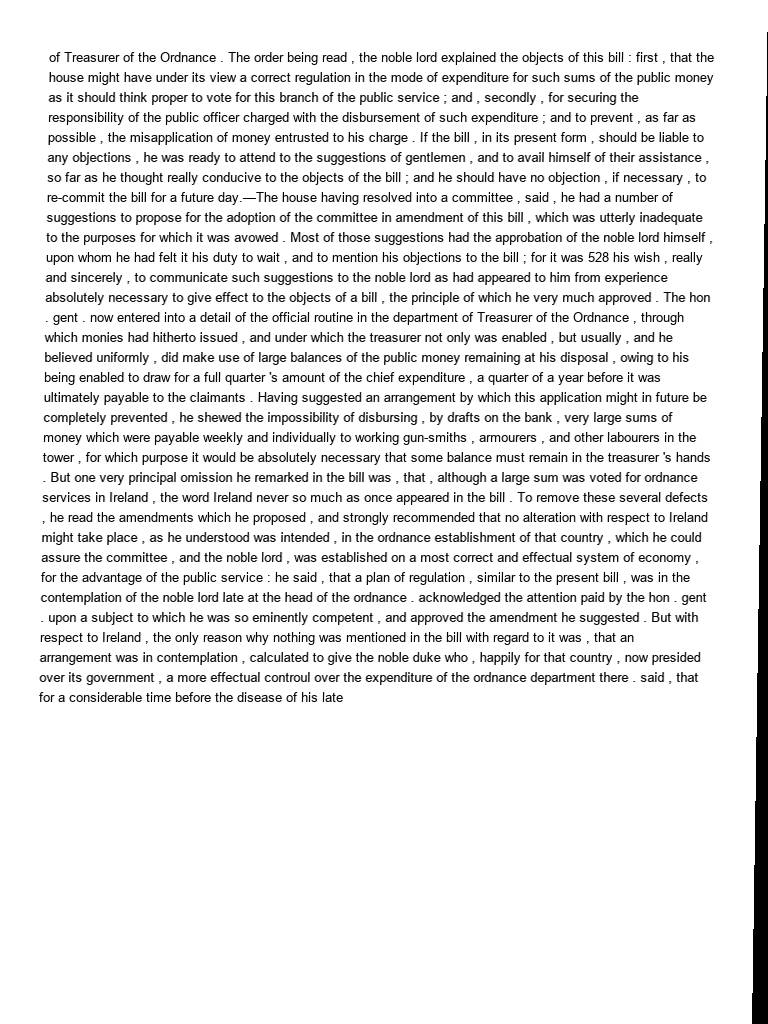 of Treasurer of the Ordnance . The order being read , the noble lord explained the objects of this bill : first , that the
house might have under its view a correct regulation in the mode of expenditure for such sums of the public money
as it should think proper to vote for this branch of the public service ; and , secondly , for securing the
responsibility of the public officer charged with the disbursement of such expenditure ; and to prevent , as far as
possible , the misapplication of money entrusted to his charge . If the bill , in its present form , should be liable to
any objections , he was ready to attend to the suggestions of gentlemen , and to avail himself of their assistance ,
so far as he thought really conducive to the objects of the bill ; and he should have no objection , if necessary , to
re-commit the bill for a future day.—The house having resolved into a committee , said , he had a number of
suggestions to propose for the adoption of the committee in amendment of this bill , which was utterly inadequate
to the purposes for which it was avowed . Most of those suggestions had the approbation of the noble lord himself ,
upon whom he had felt it his duty to wait , and to mention his objections to the bill ; for it was 528 his wish , really
and sincerely , to communicate such suggestions to the noble lord as had appeared to him from experience
absolutely necessary to give effect to the objects of a bill , the principle of which he very much approved . The hon
. gent . now entered into a detail of the official routine in the department of Treasurer of the Ordnance , through
which monies had hitherto issued , and under which the treasurer not only was enabled , but usually , and he
believed uniformly , did make use of large balances of the public money remaining at his disposal , owing to his
being enabled to draw for a full quarter 's amount of the chief expenditure , a quarter of a year before it was
ultimately payable to the claimants . Having suggested an arrangement by which this application might in future be
completely prevented , he shewed the impossibility of disbursing , by drafts on the bank , very large sums of
money which were payable weekly and individually to working gun-smiths , armourers , and other labourers in the
tower , for which purpose it would be absolutely necessary that some balance must remain in the treasurer 's hands
. But one very principal omission he remarked in the bill was , that , although a large sum was voted for ordnance
services in Ireland , the word Ireland never so much as once appeared in the bill . To remove these several defects
, he read the amendments which he proposed , and strongly recommended that no alteration with respect to Ireland
might take place , as he understood was intended , in the ordnance establishment of that country , which he could
assure the committee , and the noble lord , was established on a most correct and effectual system of economy ,
for the advantage of the public service : he said , that a plan of regulation , similar to the present bill , was in the
contemplation of the noble lord late at the head of the ordnance . acknowledged the attention paid by the hon . gent
. upon a subject to which he was so eminently competent , and approved the amendment he suggested . But with
respect to Ireland , the only reason why nothing was mentioned in the bill with regard to it was , that an
arrangement was in contemplation , calculated to give the noble duke who , happily for that country , now presided
over its government , a more effectual controul over the expenditure of the ordnance department there . said , that
for a considerable time before the disease of his late